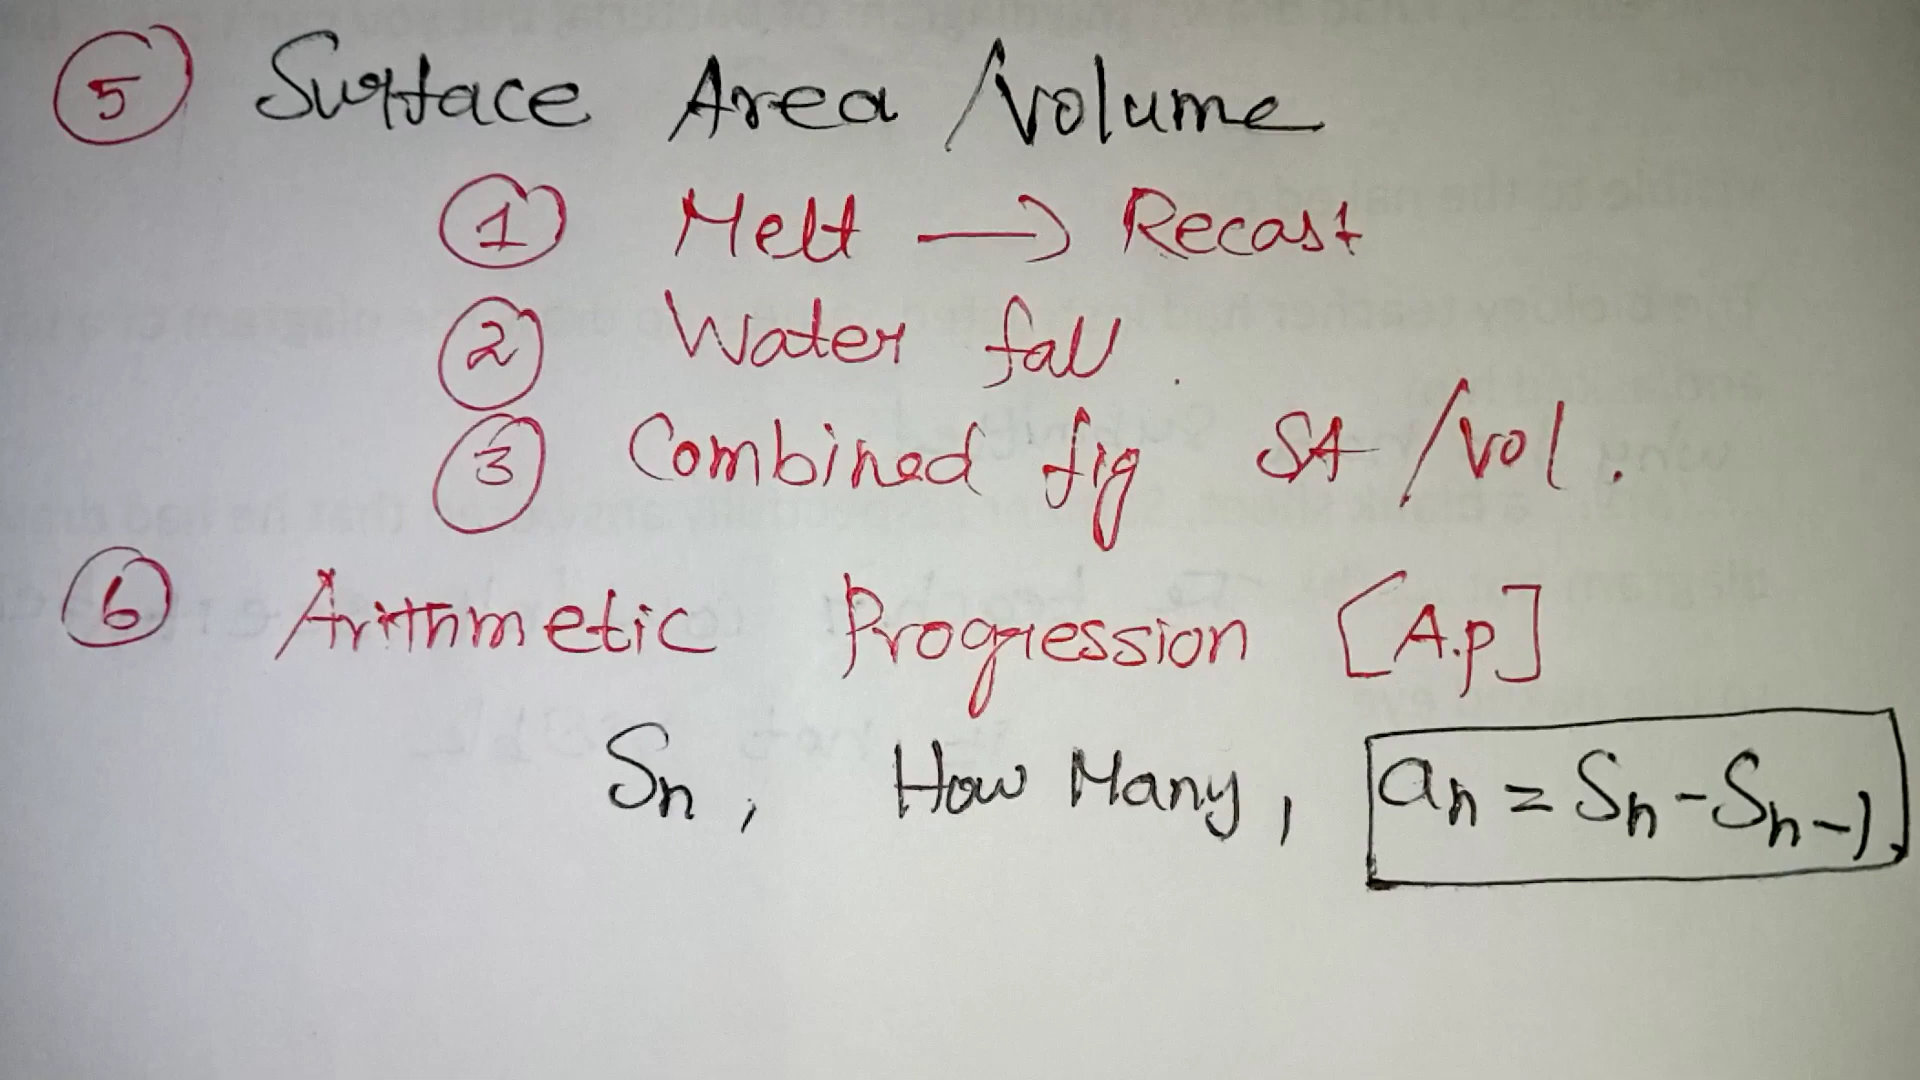 5 Surface Area /Volume
1 Melt → Recast
2 Water fall
3 Combined fig SA /Vol.
6 Arithmetic Progression [A.p]
Sn, How Many, an = Sn - Sn-1